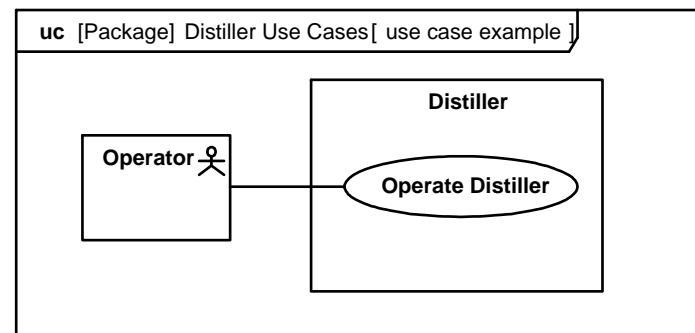 uc [Package] Distiller Use Cases[ use case example ]
Distiller
Operator
Operate Distiller